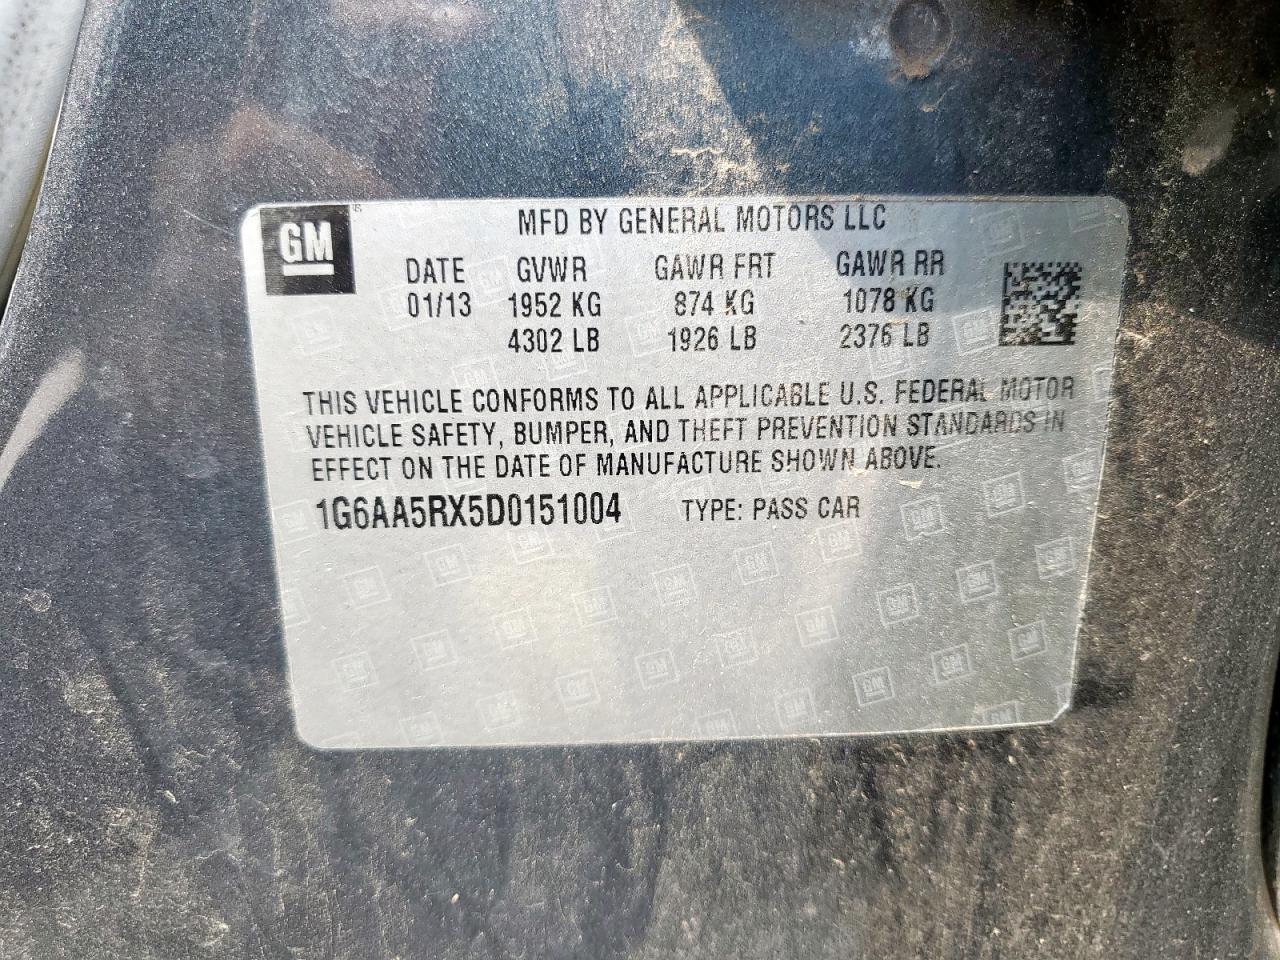 GM
MFD BY GENERAL MOTORS LLC
DATE GVWR GAWR FRT GAWR RR
01/13 1952 KG 874 KG 1078 KG
4302 LB 1926 LB 2376 LB
THIS VEHICLE CONFORMS TO ALL APPLICABLE U.S. FEDERAL MOTOR
VEHICLE SAFETY, BUMPER, AND THEFT PREVENTION STANDARDS IN
EFFECT ON THE DATE OF MANUFACTURE SHOWN ABOVE.
1G6AA5RX5D0151004 TYPE: PASS CAR